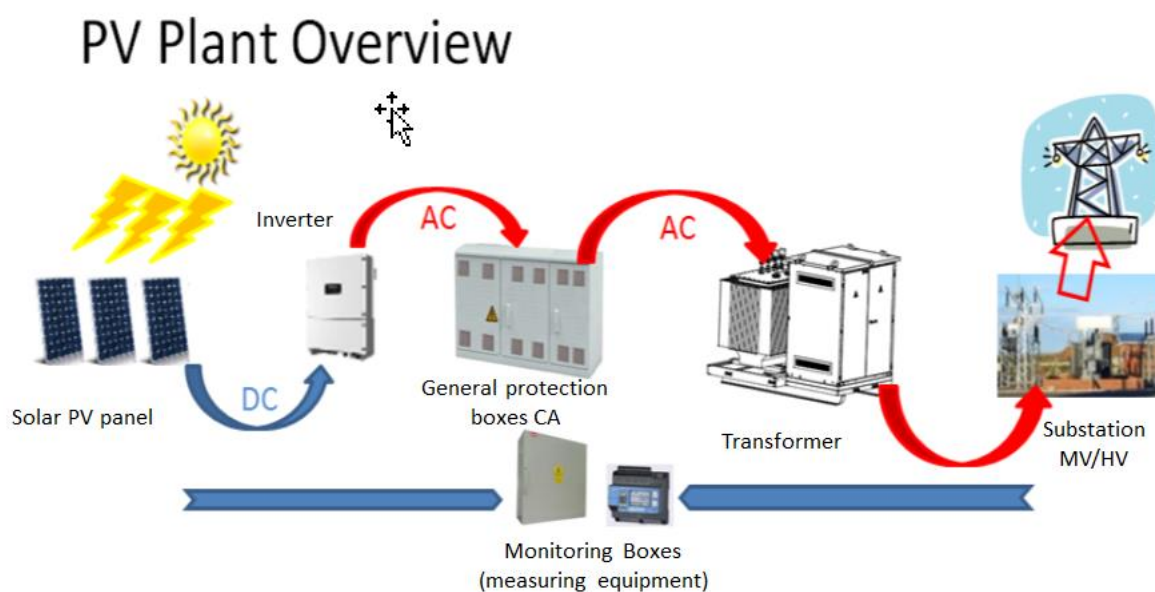 PV Plant Overview
Inverter
AC
AC
DC
Solar PV panel
General protection
boxes CA
Transformer
Substation
MV/HV
Monitoring Boxes
(measuring equipment)